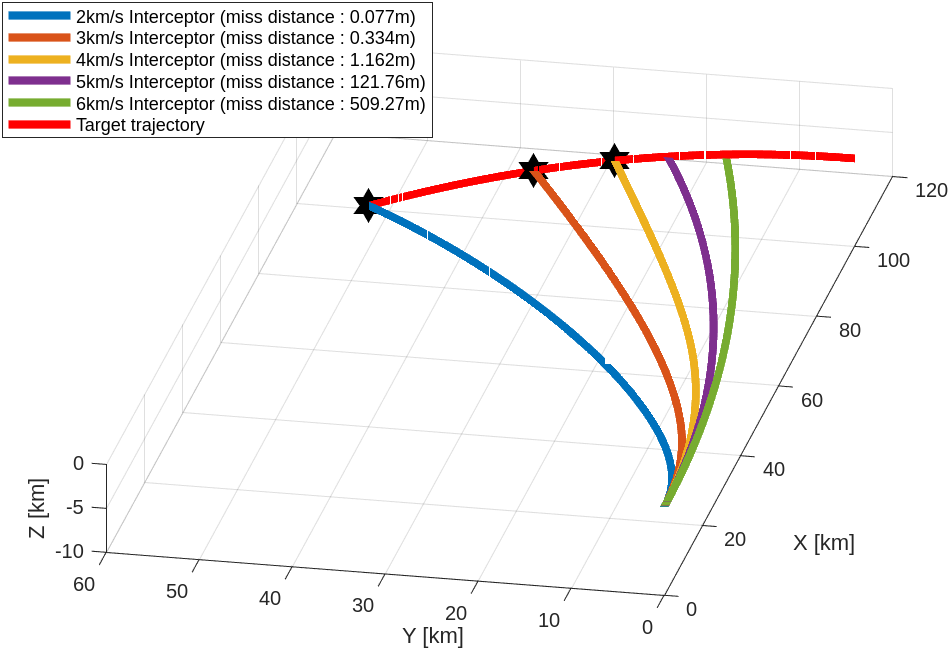 2km/s Interceptor (miss distance : 0.077m)
3km/s Interceptor (miss distance : 0.334m)
4km/s Interceptor (miss distance : 1.162m)
5km/s Interceptor (miss distance : 121.76m)
6km/s Interceptor (miss distance : 509.27m)
Target trajectory
0
-5
-10
Z [km]
60
50
40
30
20
10
0
Y [km]
0
20
40
60
80
100
120
X [km]